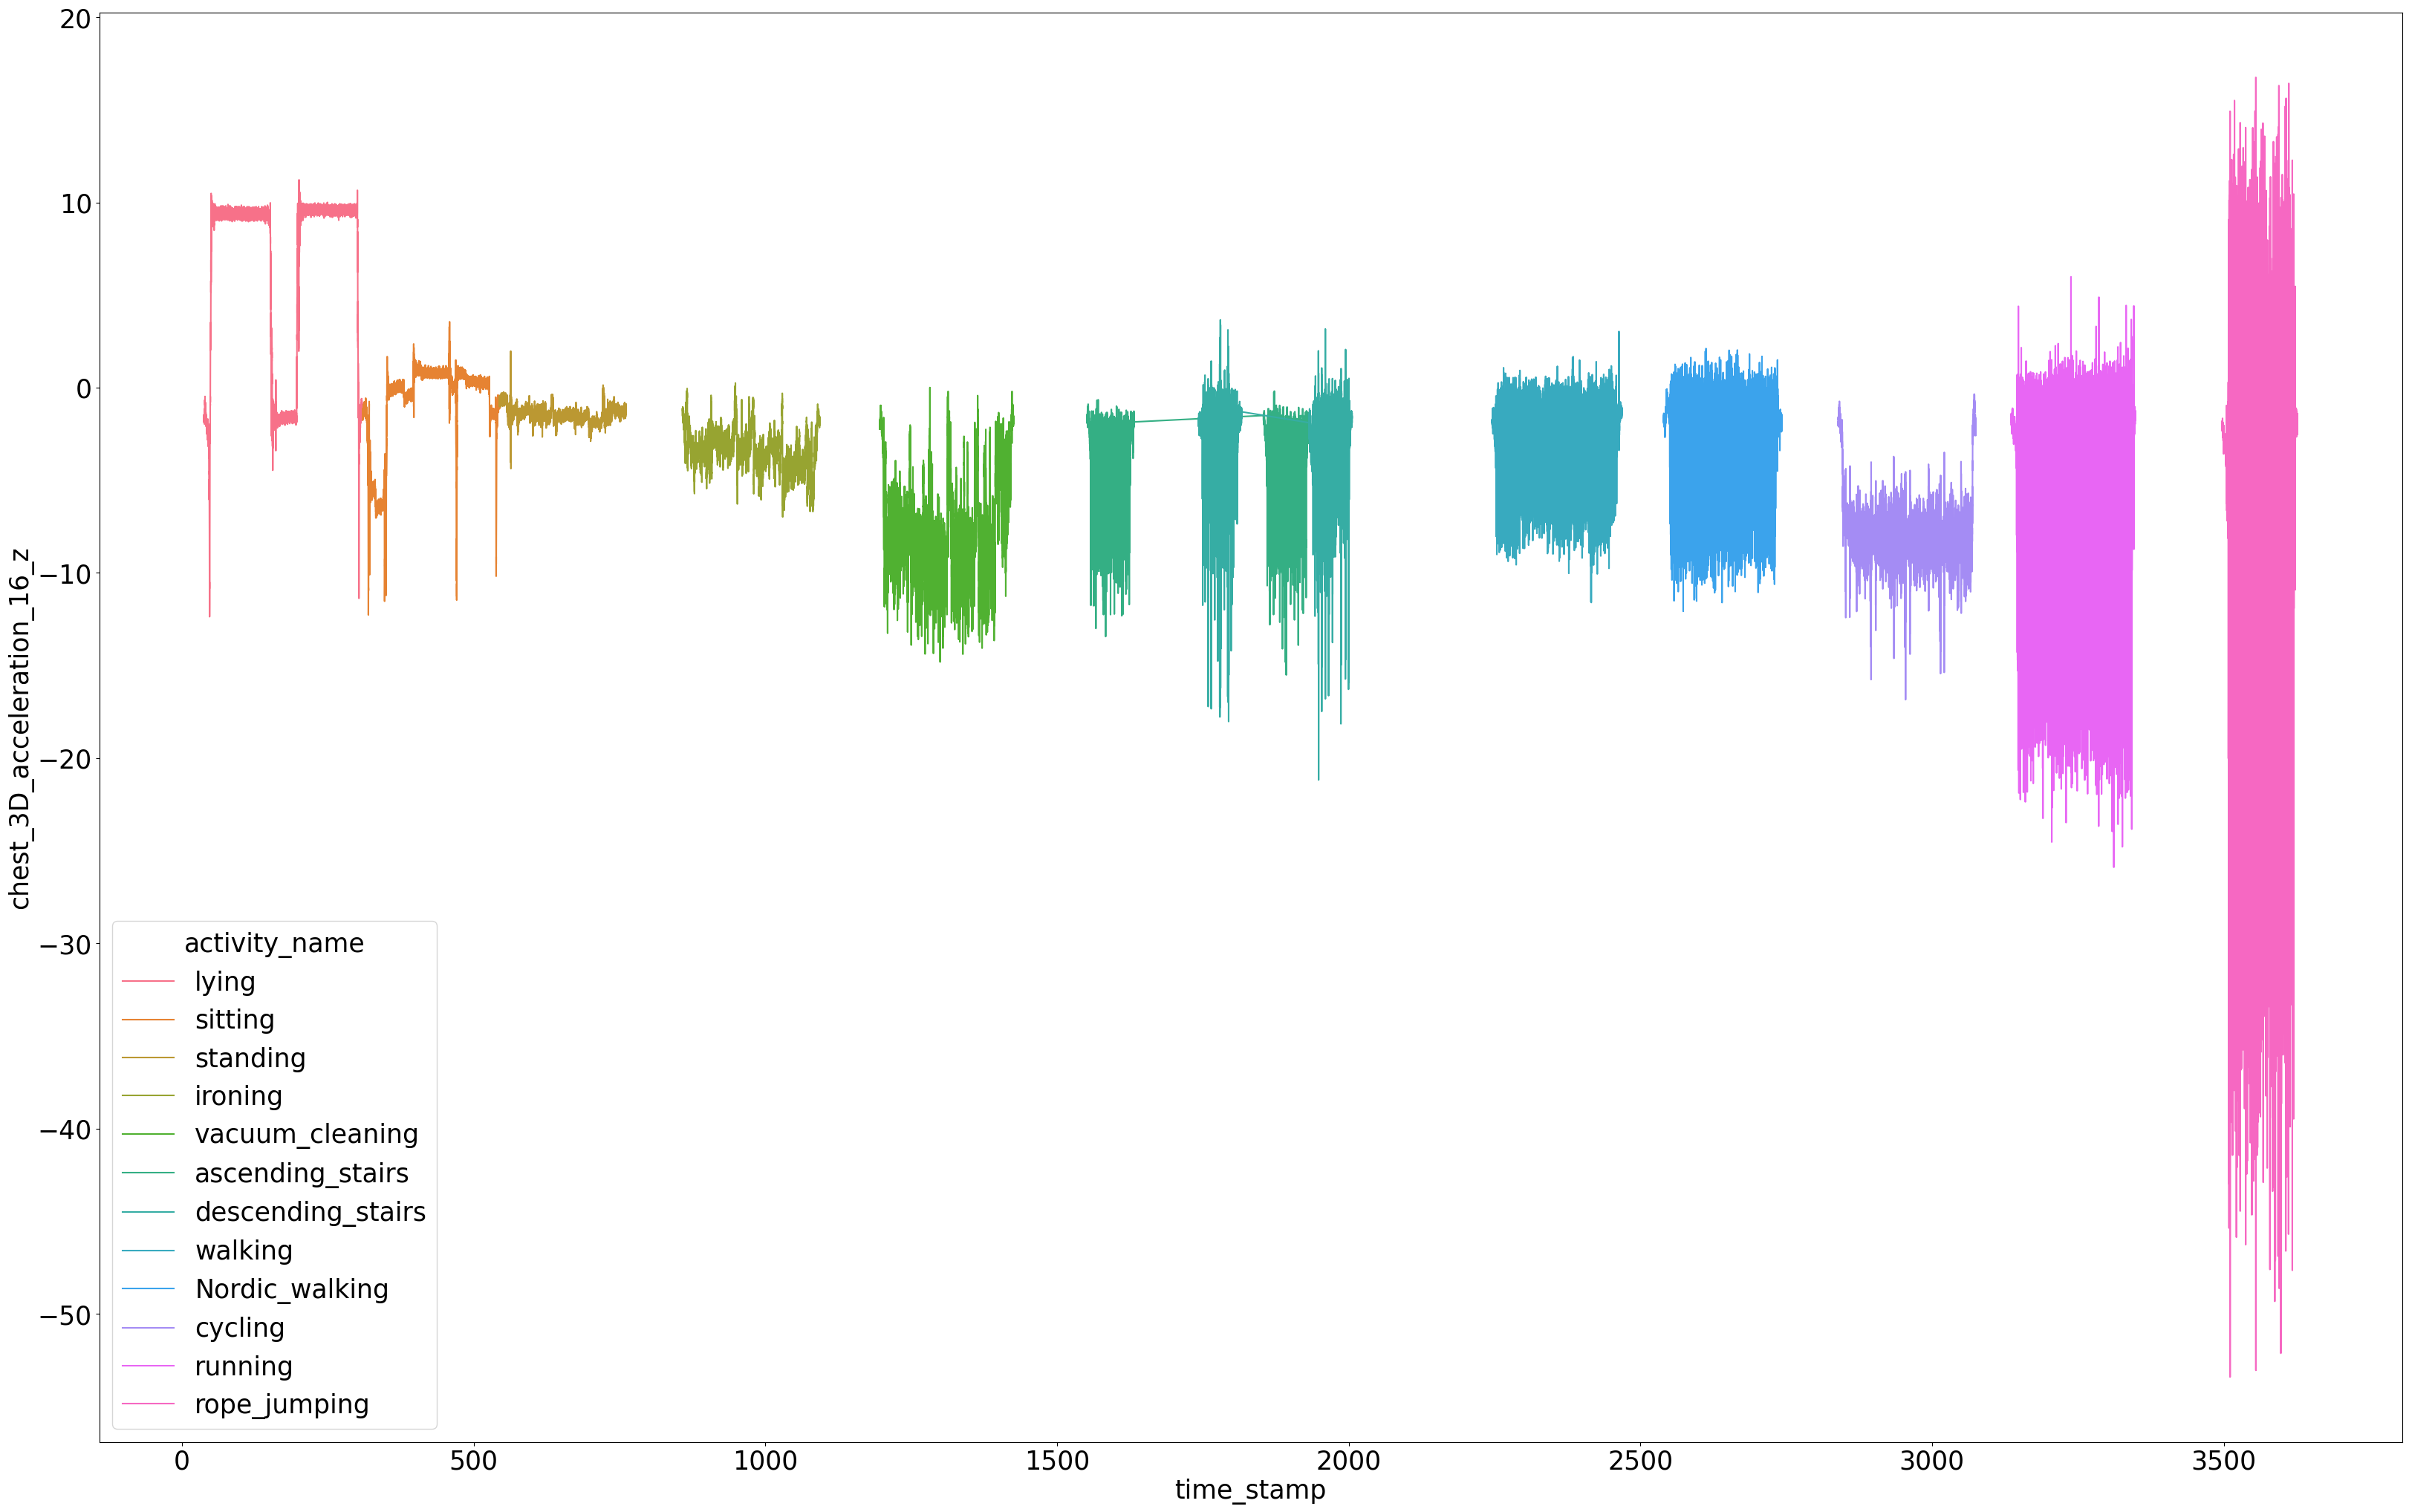 20
10
0
−10
−20
−30
−40
−50
chest_3D_acceleration_16_z
activity_name
lying
sitting
standing
ironing
vacuum_cleaning
ascending_stairs
descending_stairs
walking
Nordic_walking
cycling
running
rope_jumping
0 500 1000 1500 2000 2500 3000 3500
time_stamp